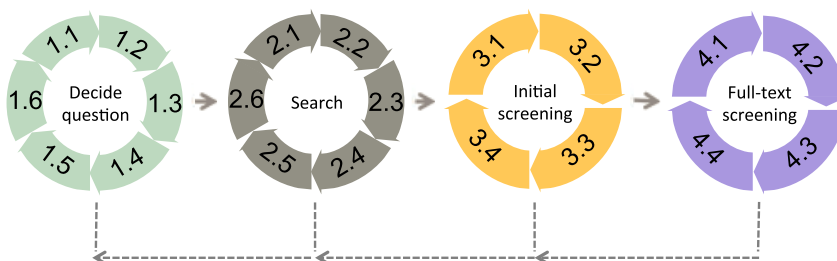 1.1
1.2
1.3
1.4
1.5
1.6
Decide
question
2.1
2.2
2.3
2.4
2.5
2.6
Search
3.1
3.2
3.3
3.4
Initial
screening
4.1
4.2
4.3
4.4
Full-text
screening